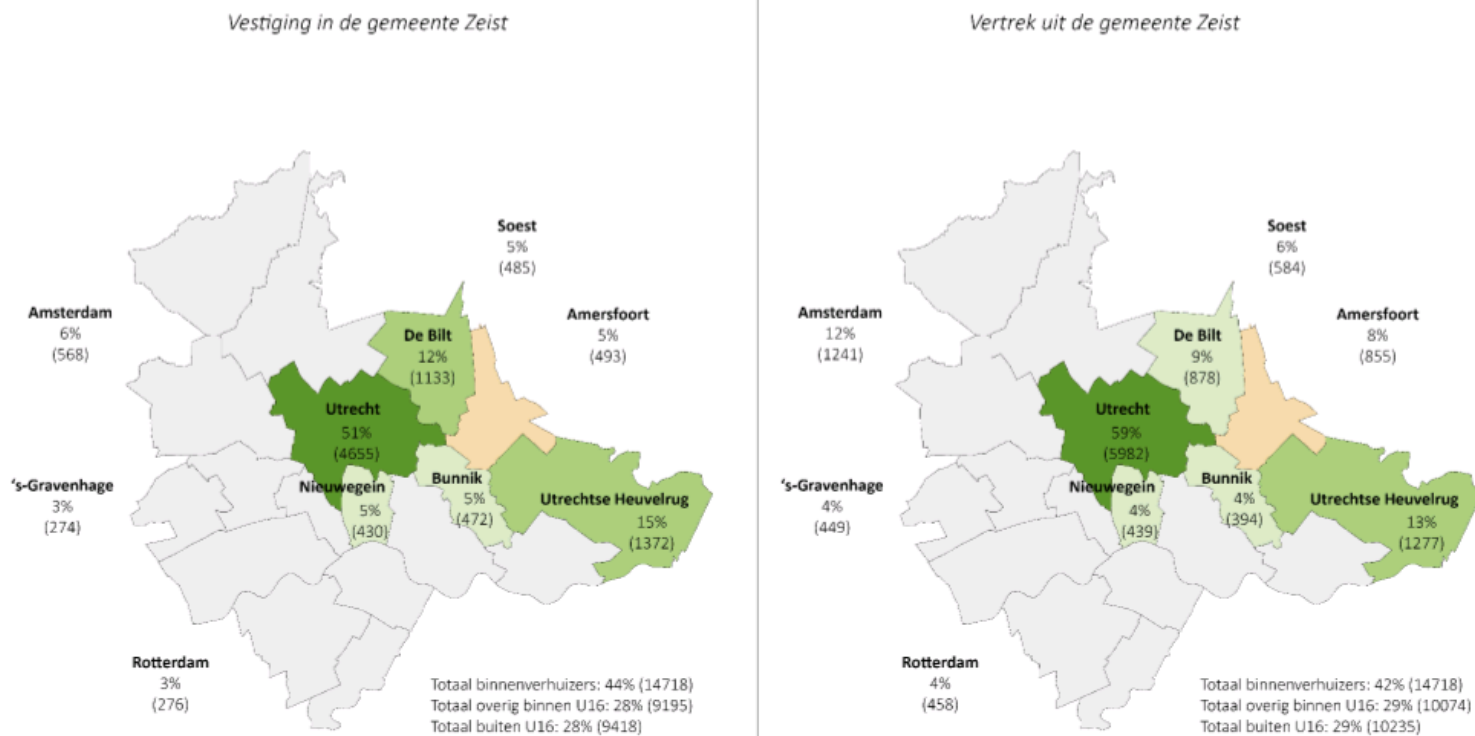 Vestiging in de gemeente Zeist
Soest
5%
(485)
Amsterdam
6%
(568)
De Bilt
12%
(1133)
Amersfoort
5%
(493)
Utrecht
51%
(4655)
's-Gravenhage
3%
(274)
Nieuwegein
5%
(430)
Bunnik
5%
(472)
Utrechtse Heuvelrug
15%
(1372)
Rotterdam
3%
(276)
Totaal binnenverhuizers: 44% (14718)
Totaal overig binnen U16: 28% (9195)
Totaal buiten U16: 28% (9418)
Vertrek uit de gemeente Zeist
Soest
6%
(584)
Amsterdam
12%
(1241)
De Bilt
9%
(878)
Amersfoort
8%
(855)
Utrecht
59%
(5982)
's-Gravenhage
4%
(449)
Nieuwegein
4%
(439)
Bunnik
4%
(394)
Utrechtse Heuvelrug
13%
(1277)
Rotterdam
4%
(458)
Totaal binnenverhuizers: 42% (14718)
Totaal overig binnen U16: 29% (10074)
Totaal buiten U16: 29% (10235)